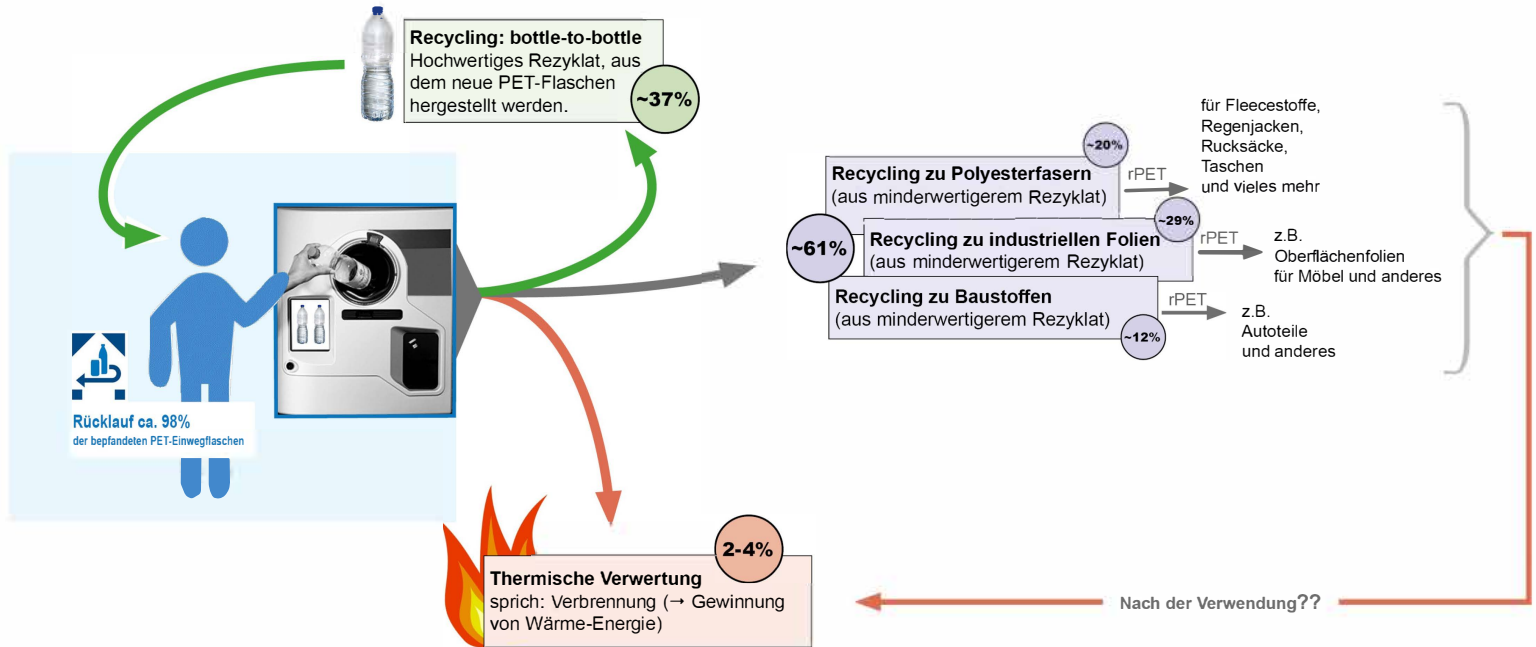 Recycling: bottle-to-bottle
Hochwertiges Rezyklat, aus
dem neue PET-Flaschen
hergestellt werden.
~37%
Rücklauf ca. 98%
der bepfandeten PET-Einwegflaschen
~61%
~20%
Recycling zu Polyesterfasern
(aus minderwertigerem Rezyklat)
rPET
für Fleecestoffe,
Regenjacken,
Rucksäcke,
Taschen
und vieles mehr
~29%
Recycling zu industriellen Folien
(aus minderwertigerem Rezyklat)
rPET
z.B.
Oberflächenfolien
für Möbel und anderes
Recycling zu Baustoffen
(aus minderwertigerem Rezyklat)
~12%
rPET
z.B.
Autoteile
und anderes
2-4%
Thermische Verwertung
sprich: Verbrennung (→ Gewinnung
von Wärme-Energie)
Nach der Verwendung??